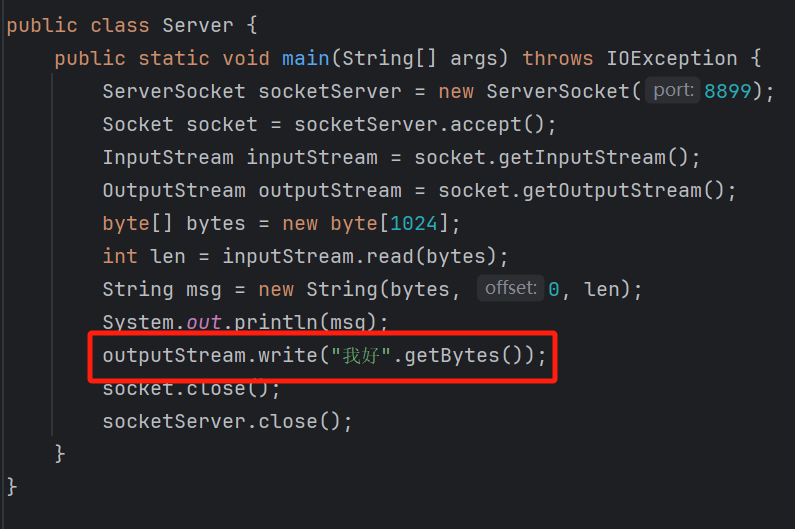 public class Server {
public static void main(String[] args) throws IOException {
ServerSocket socketServer = new ServerSocket( port: 8899);
Socket socket = socketServer.accept();
InputStream inputStream = socket.getInputStream();
OutputStream outputStream = socket.getOutputStream();
byte[] bytes = new byte[1024];
int len = inputStream.read(bytes);
String msg = new String(bytes, offset: 0, len);
System.out.println(msg);
outputStream.write("我好".getBytes());
socket.close();
socketServer.close();
}
}